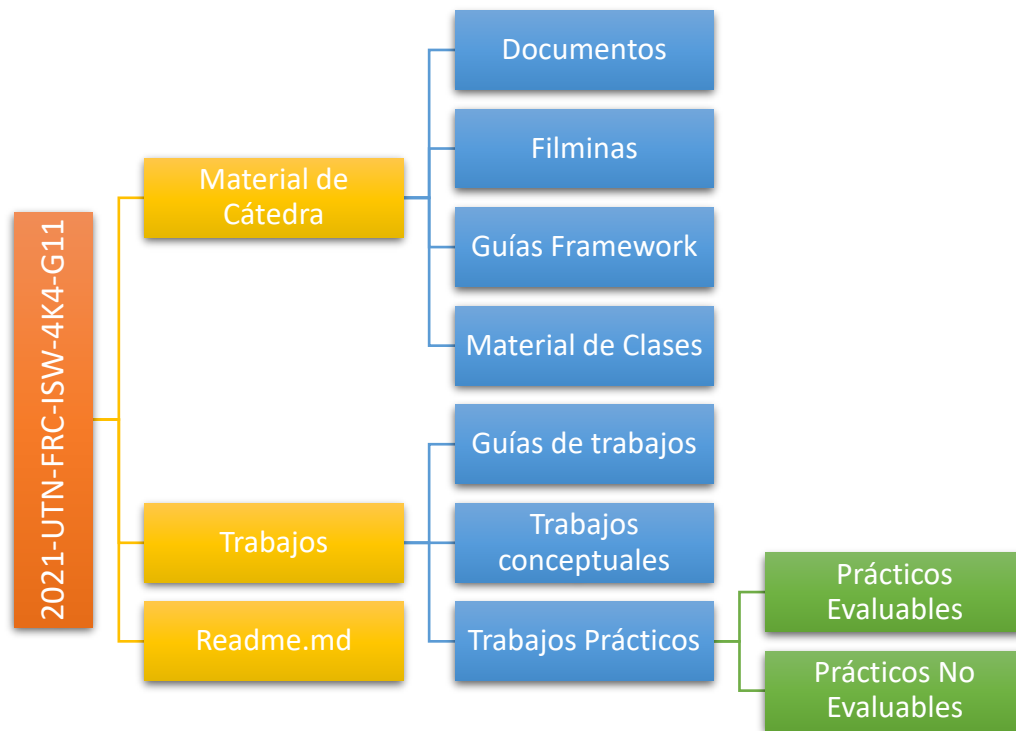 2021-UTN-FRC-ISW-4K4-G11
Material de
Cátedra
Documentos
Filminas
Guías Framework
Material de Clases
Trabajos
Guías de trabajos
Trabajos
conceptuales
Trabajos Prácticos
Prácticos
Evaluables
Prácticos No
Evaluables
Readme.md